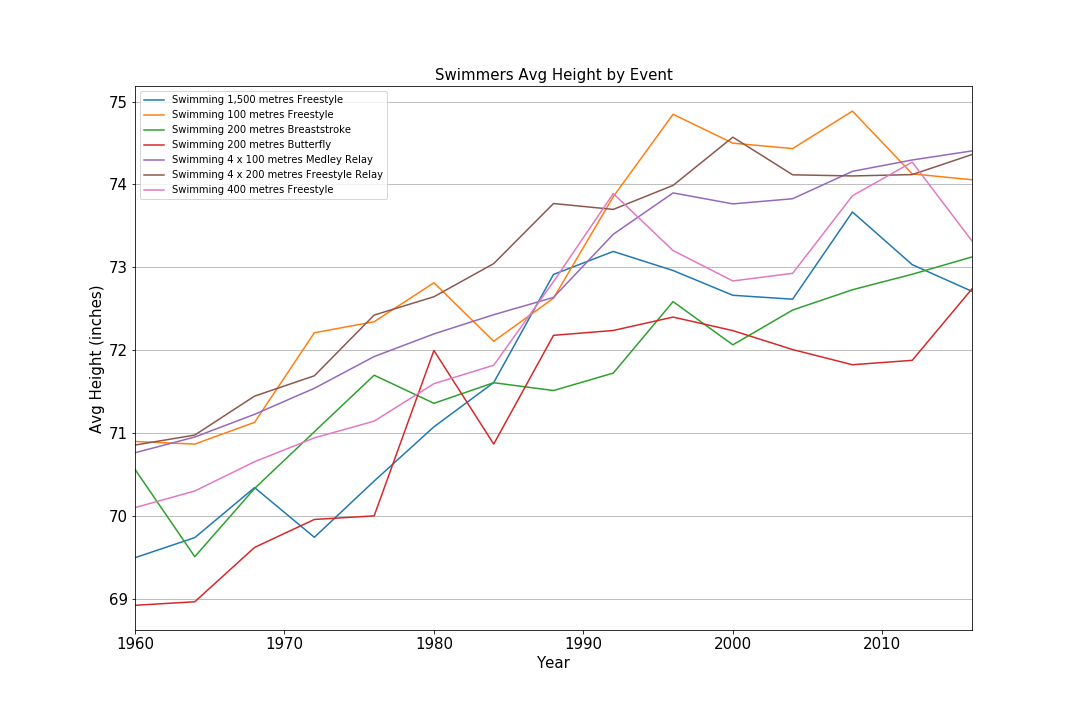 Swimmers Avg Height by Event
Swimming 1,500 metres Freestyle
Swimming 100 metres Freestyle
Swimming 200 metres Breaststroke
Swimming 200 metres Butterfly
Swimming 4 x 100 metres Medley Relay
Swimming 4 x 200 metres Freestyle Relay
Swimming 400 metres Freestyle
75
74
73
72
71
70
69
Avg Height (inches)
1960 1970 1980 1990 2000 2010
Year